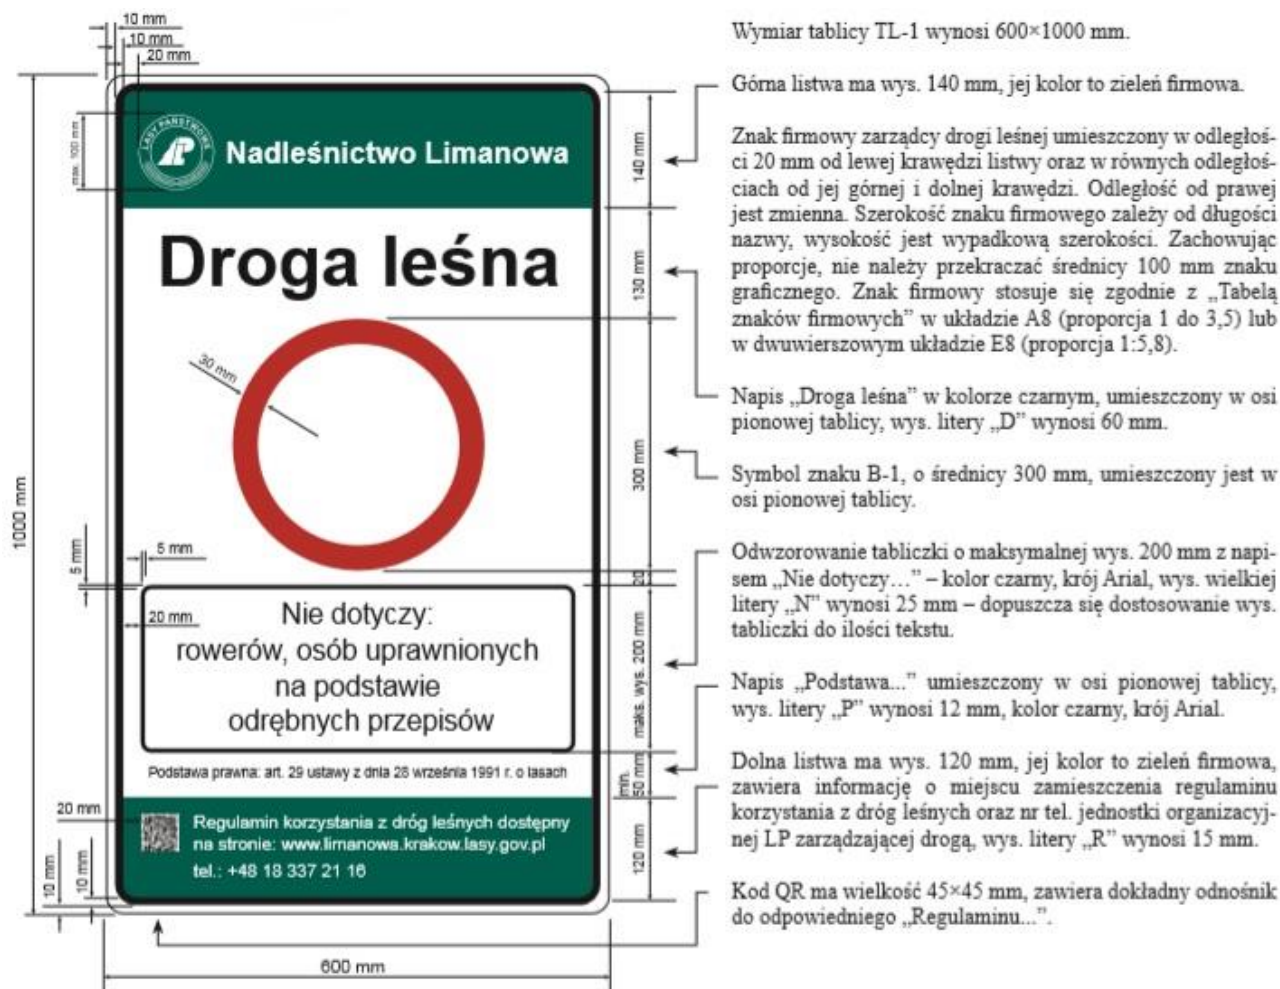 10 mm
10 mm
20 mm
max. 100 mm
LASY PAŃSTWOWE
Nadleśnictwo Limanowa
140 mm
Droga leśna
130 mm
30 mm
300 mm
1000 mm
5 mm
5 mm
20
20 mm
Nie dotyczy:
rowerów, osób uprawnionych
na podstawie
odrębnych przepisów
maks. wys. 200 mm
Podstawa prawna: art. 29 ustawy z dnia 28 września 1991 r. o lasach
min.
50 mm
20 mm
Regulamin korzystania z dróg leśnych dostępny
na stronie: www.limanowa.krakow.lasy.gov.pl
tel.: +48 18 337 21 16
120 mm
10 mm
10 mm
600 mm
Wymiar tablicy TL-1 wynosi 600×1000 mm.
Górna listwa ma wys. 140 mm, jej kolor to zieleń firmowa.
Znak firmowy zarządcy drogi leśnej umieszczony w odległoś-
ci 20 mm od lewej krawędzi listwy oraz w równych odległoś-
ciach od jej górnej i dolnej krawędzi. Odległość od prawej
jest zmienna. Szerokość znaku firmowego zależy od długości
nazwy, wysokość jest wypadkową szerokości. Zachowując
proporcje, nie należy przekraczać średnicy 100 mm znaku
graficznego. Znak firmowy stosuje się zgodnie z „Tabelą
znaków firmowych” w układzie A8 (proporcja 1 do 3,5) lub
w dwuwierszowym układzie E8 (proporcja 1:5,8).
Napis „Droga leśna” w kolorze czarnym, umieszczony w osi
pionowej tablicy, wys. litery „D” wynosi 60 mm.
Symbol znaku B-1, o średnicy 300 mm, umieszczony jest w
osi pionowej tablicy.
Odwzorowanie tabliczki o maksymalnej wys. 200 mm z napi-
sem „Nie dotyczy…” – kolor czarny, krój Arial, wys. wielkiej
litery „N” wynosi 25 mm – dopuszcza się dostosowanie wys.
tabliczki do ilości tekstu.
Napis „Podstawa...” umieszczony w osi pionowej tablicy,
wys. litery „P” wynosi 12 mm, kolor czarny, krój Arial.
Dolna listwa ma wys. 120 mm, jej kolor to zieleń firmowa,
zawiera informację o miejscu zamieszczenia regulaminu
korzystania z dróg leśnych oraz nr tel. jednostki organizacyj-
nej LP zarządzającej drogą, wys. litery „R” wynosi 15 mm.
Kod QR ma wielkość 45×45 mm, zawiera dokładny odnośnik
do odpowiedniego „Regulaminu...”.